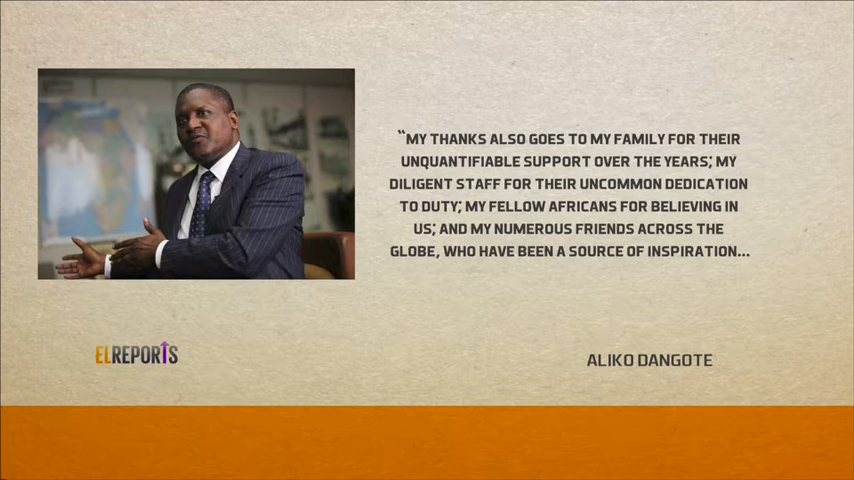 “MY THANKS ALSO GOES TO MY FAMILY FOR THEIR
UNQUANTIFIABLE SUPPORT OVER THE YEARS; MY
DILIGENT STAFF FOR THEIR UNCOMMON DEDICATION
TO DUTY; MY FELLOW AFRICANS FOR BELIEVING IN
US; AND MY NUMEROUS FRIENDS ACROSS THE
GLOBE, WHO HAVE BEEN A SOURCE OF INSPIRATION...
ELREPORTS
ALIKO DANGOTE